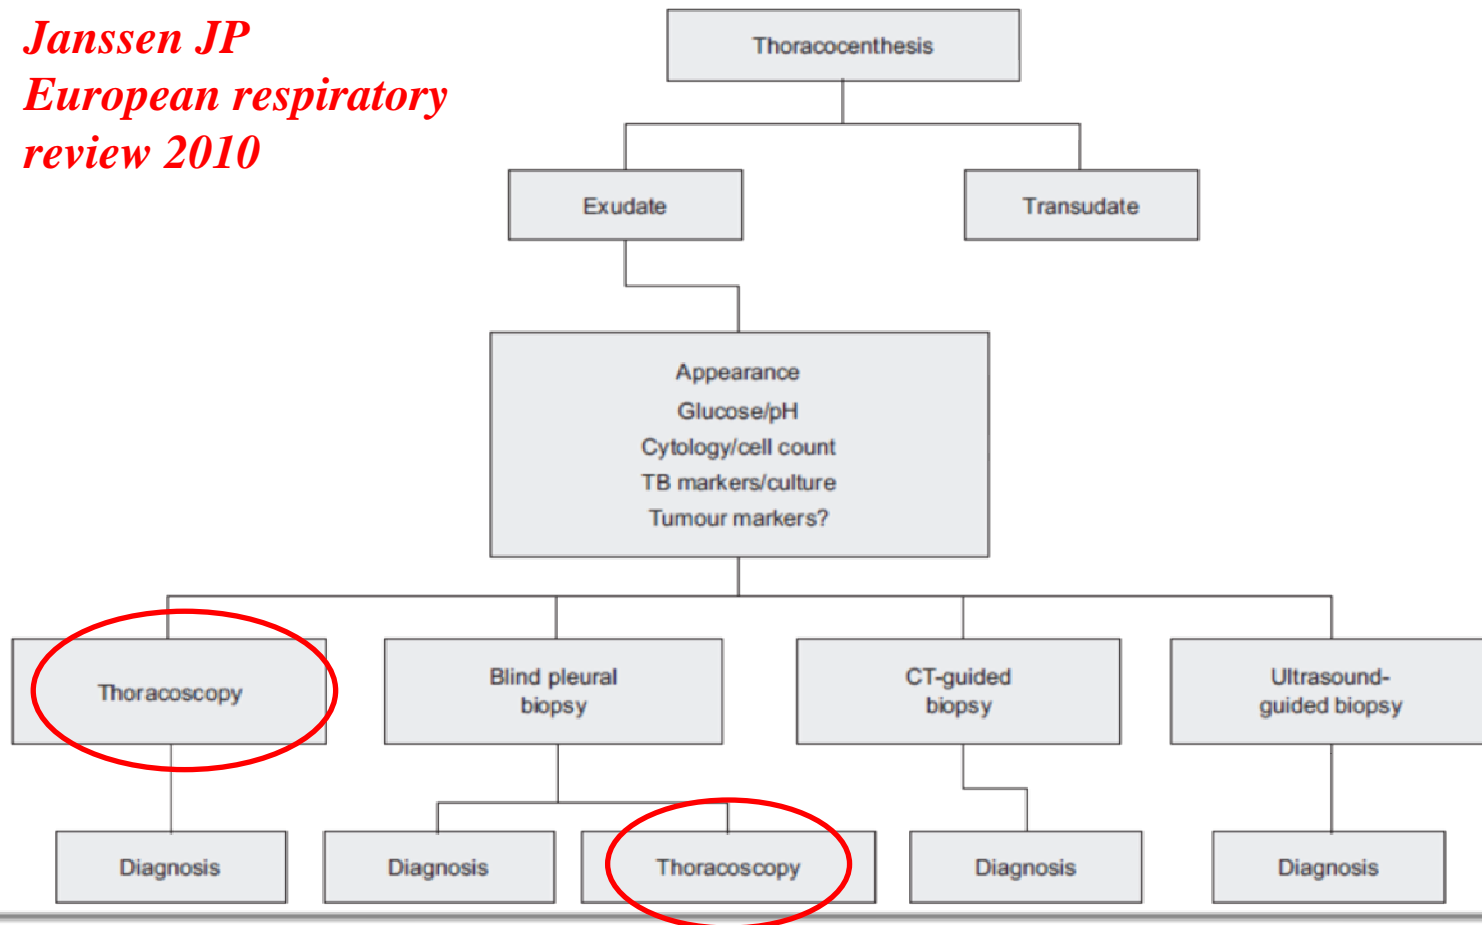 Janssen JP
European respiratory
review 2010
Thoracocenthesis
Exudate
Transudate
Appearance
Glucose/pH
Cytology/cell count
TB markers/culture
Tumour markers?
Thoracoscopy
Blind pleural
biopsy
CT-guided
biopsy
Ultrasound-
guided biopsy
Diagnosis
Diagnosis
Thoracoscopy
Diagnosis
Diagnosis